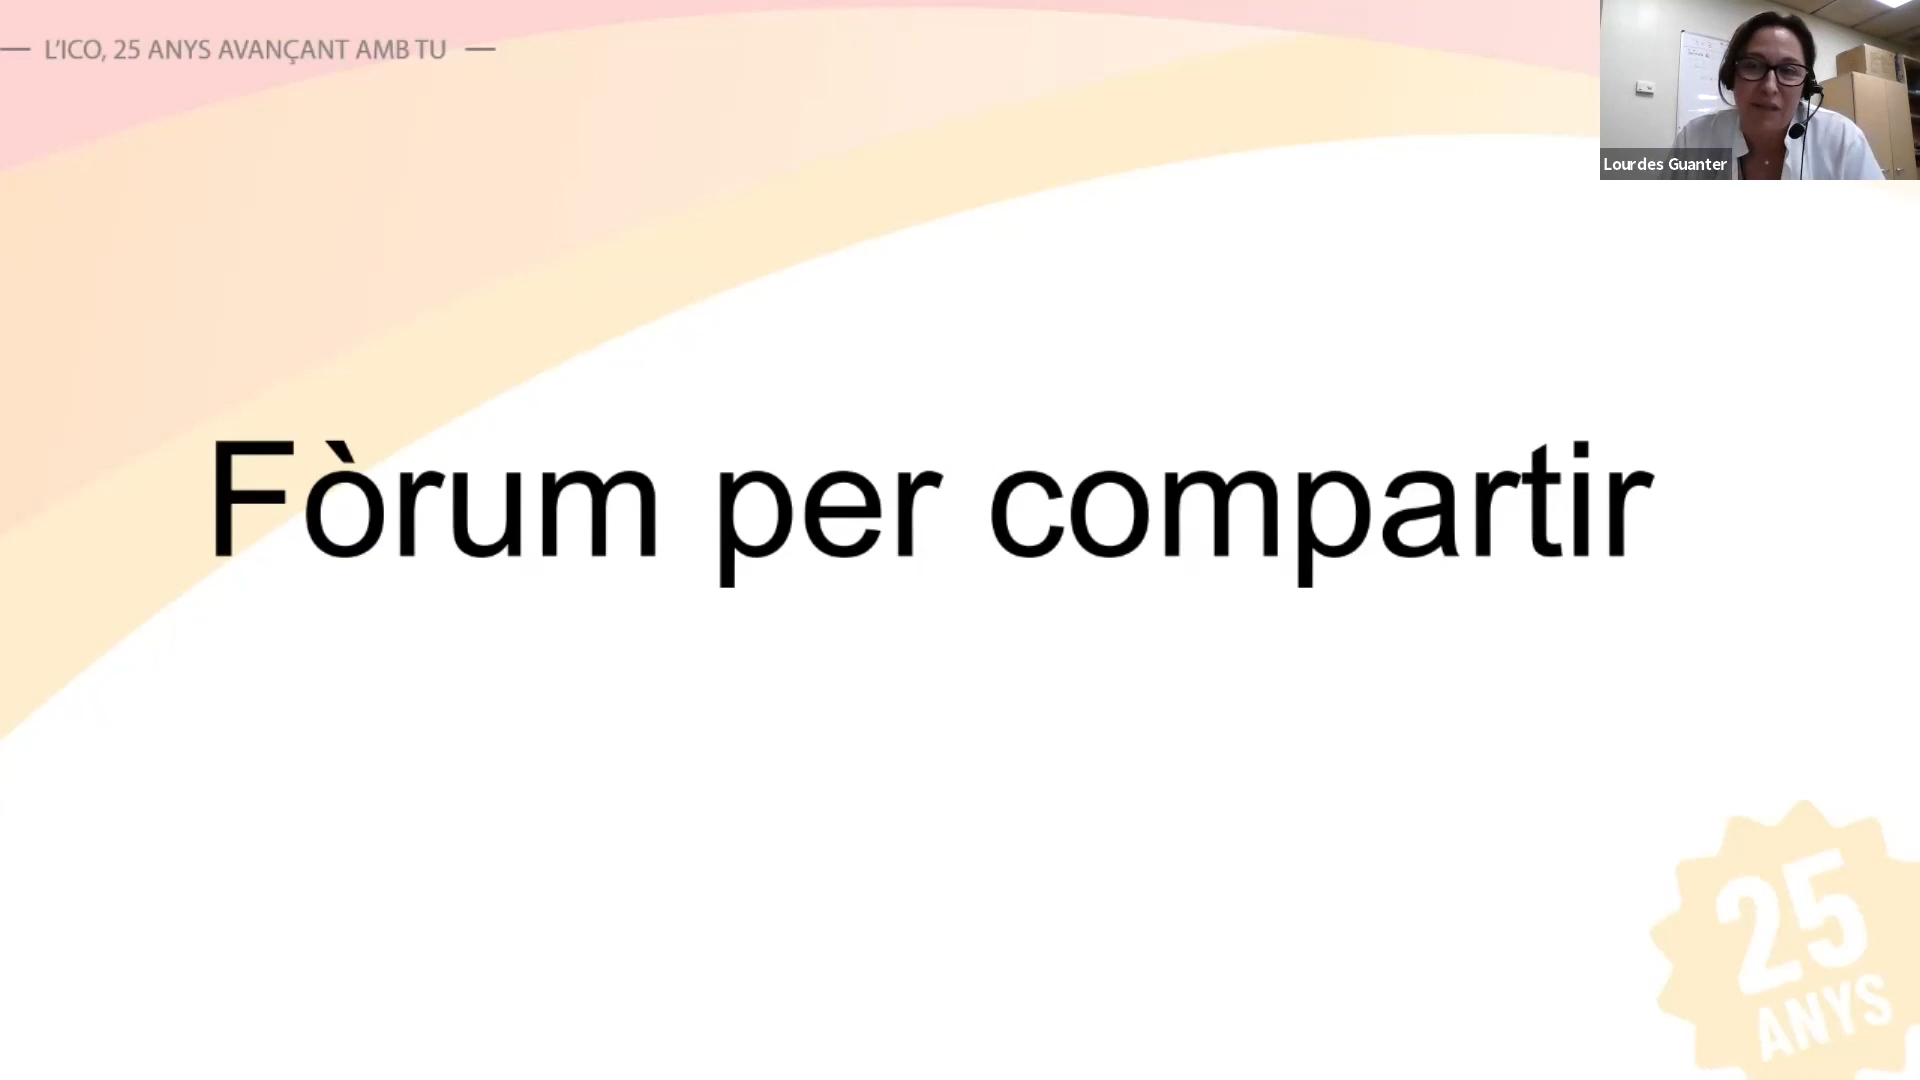 L'ICO, 25 ANYS AVANÇANT AMB TU
Lourdes Guanter
Fòrum per compartir
25
ANYS